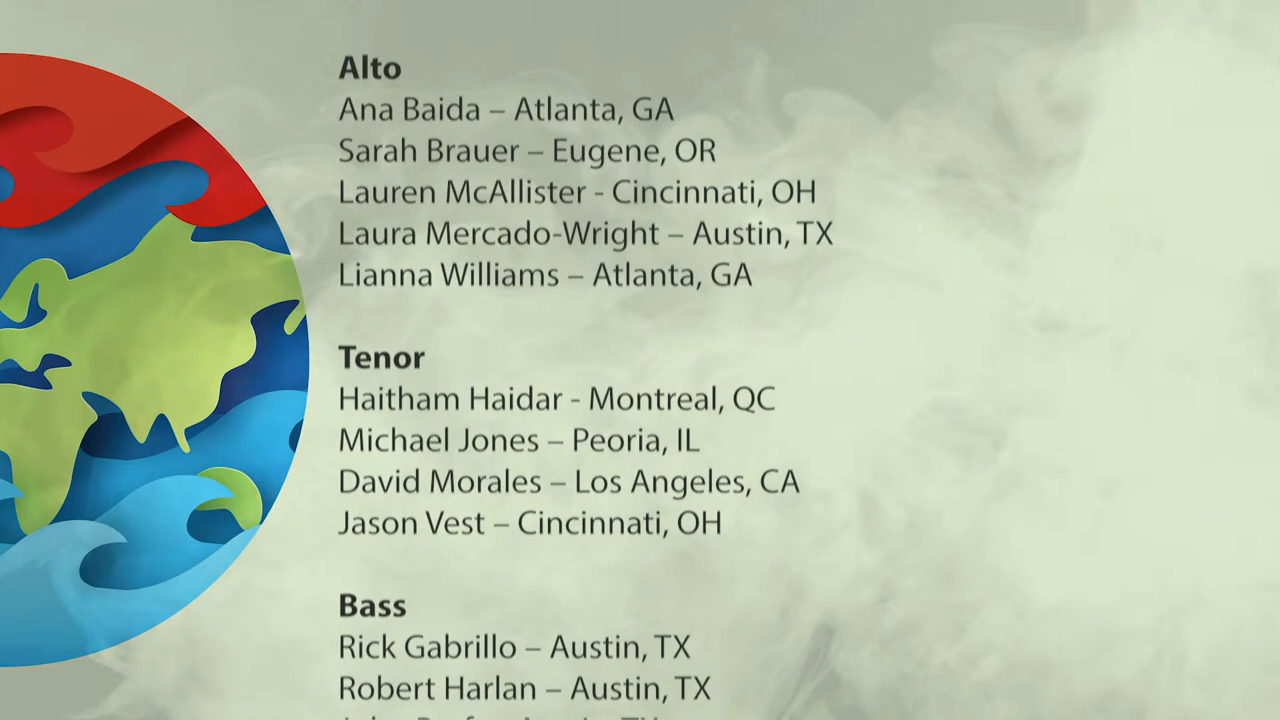 Alto
Ana Baida – Atlanta, GA
Sarah Brauer – Eugene, OR
Lauren McAllister - Cincinnati, OH
Laura Mercado-Wright – Austin, TX
Lianna Williams – Atlanta, GA
Tenor
Haitham Haidar - Montreal, QC
Michael Jones – Peoria, IL
David Morales – Los Angeles, CA
Jason Vest – Cincinnati, OH
Bass
Rick Gabrillo – Austin, TX
Robert Harlan – Austin, TX